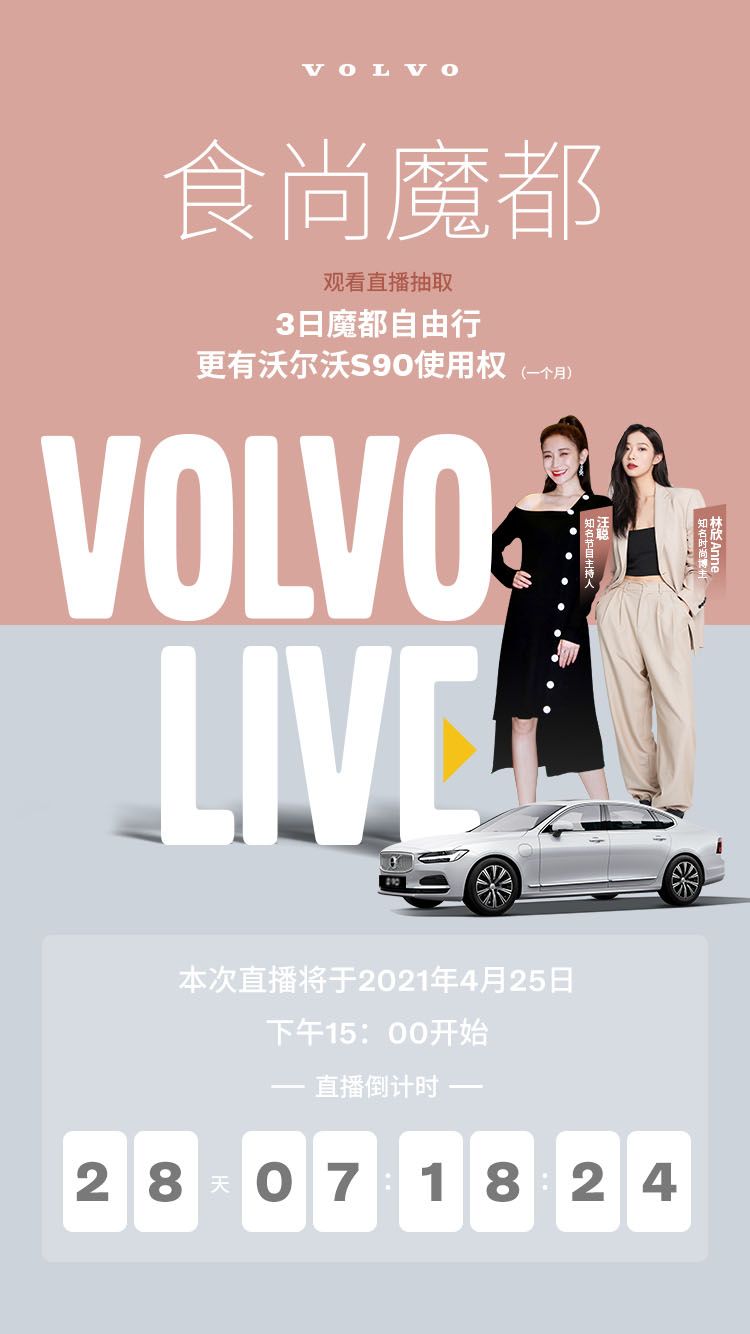 VOLVO
食尚魔都
观看直播抽取
3日魔都自由行
更有沃尔沃S90使用权 (一个月)
VOLVO
LIVE
汪聪
知名节目主持人
林欣Anne
知名时尚博主
本次直播将于2021年4月25日
下午15：00开始
直播倒计时
28 天 07 : 18 : 24